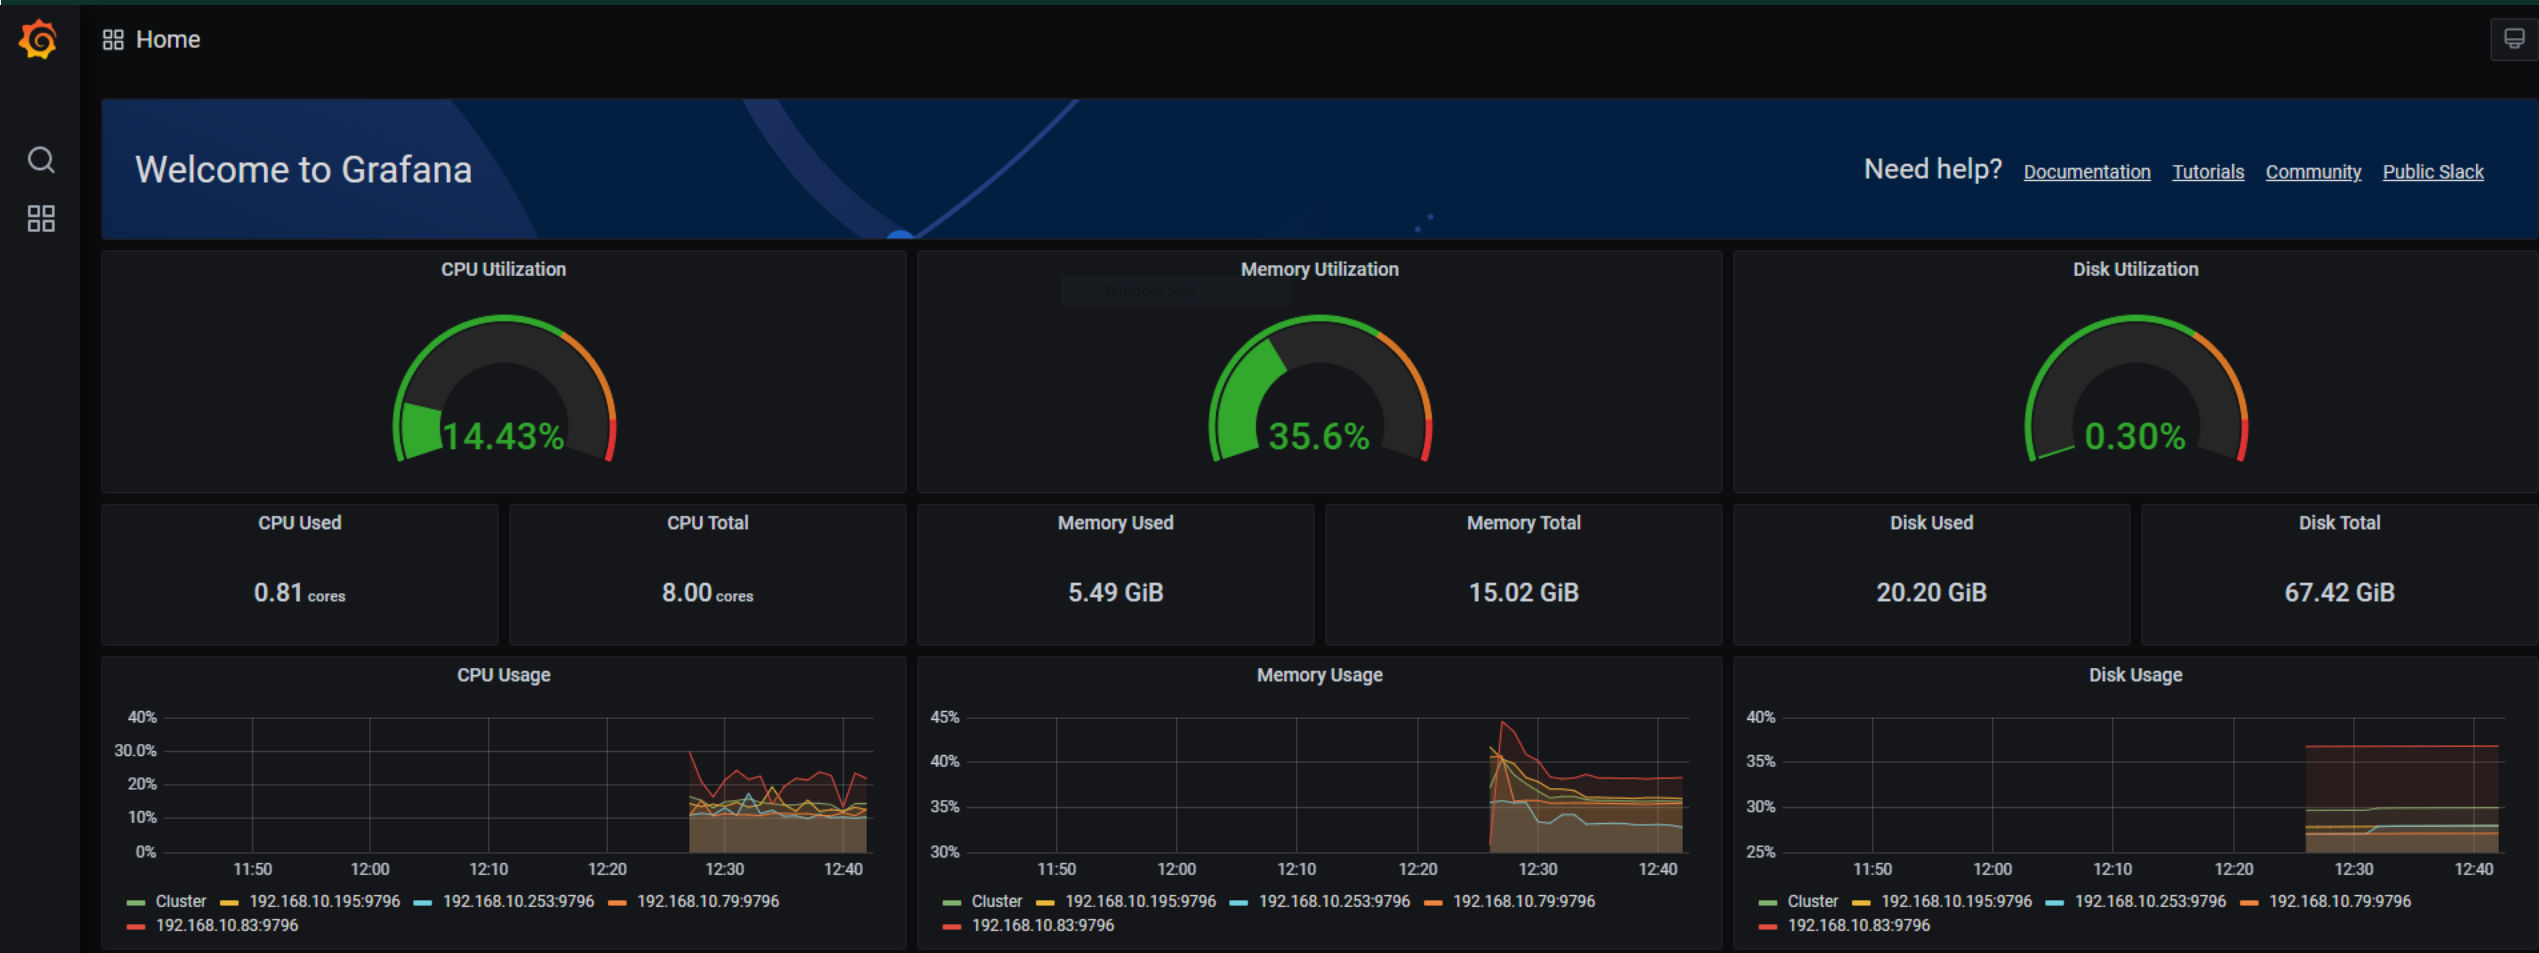 Home
Welcome to Grafana
Need help? Documentation Tutorials Community Public Slack
CPU Utilization
Memory Utilization
Disk Utilization
Window Snip
14.43%
35.6%
0.30%
CPU Used
CPU Total
Memory Used
Memory Total
Disk Used
Disk Total
0.81 cores
8.00 cores
5.49 GiB
15.02 GiB
20.20 GiB
67.42 GiB
CPU Usage
40%
30.0%
20%
10%
0%
11:50 12:00 12:10 12:20 12:30 12:40
Cluster 192.168.10.195:9796 192.168.10.253:9796 192.168.10.79:9796
192.168.10.83:9796
Memory Usage
45%
40%
35%
30%
11:50 12:00 12:10 12:20 12:30 12:40
Cluster 192.168.10.195:9796 192.168.10.253:9796 192.168.10.79:9796
192.168.10.83:9796
Disk Usage
40%
35%
30%
25%
11:50 12:00 12:10 12:20 12:30 12:40
Cluster 192.168.10.195:9796 192.168.10.253:9796 192.168.10.79:9796
192.168.10.83:9796